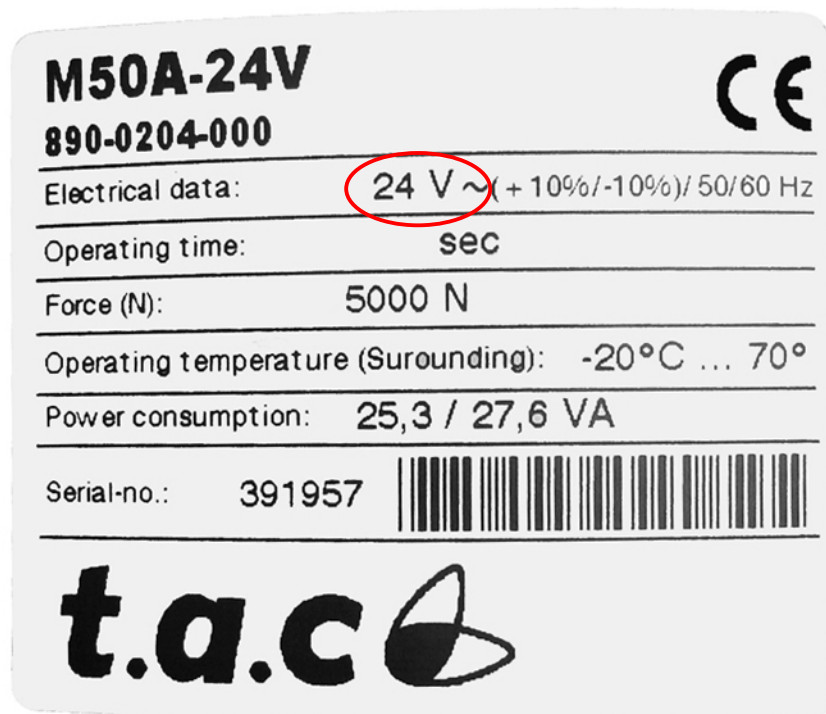 M50A-24V
CE
890-0204-000
Electrical data: 24 V ~(+10%/-10%)/ 50/60 Hz
Operating time: sec
Force (N): 5000 N
Operating temperature (Surounding): -20°C ... 70°
Power consumption: 25,3 / 27,6 VA
Serial-no.: 391957
t.a.c